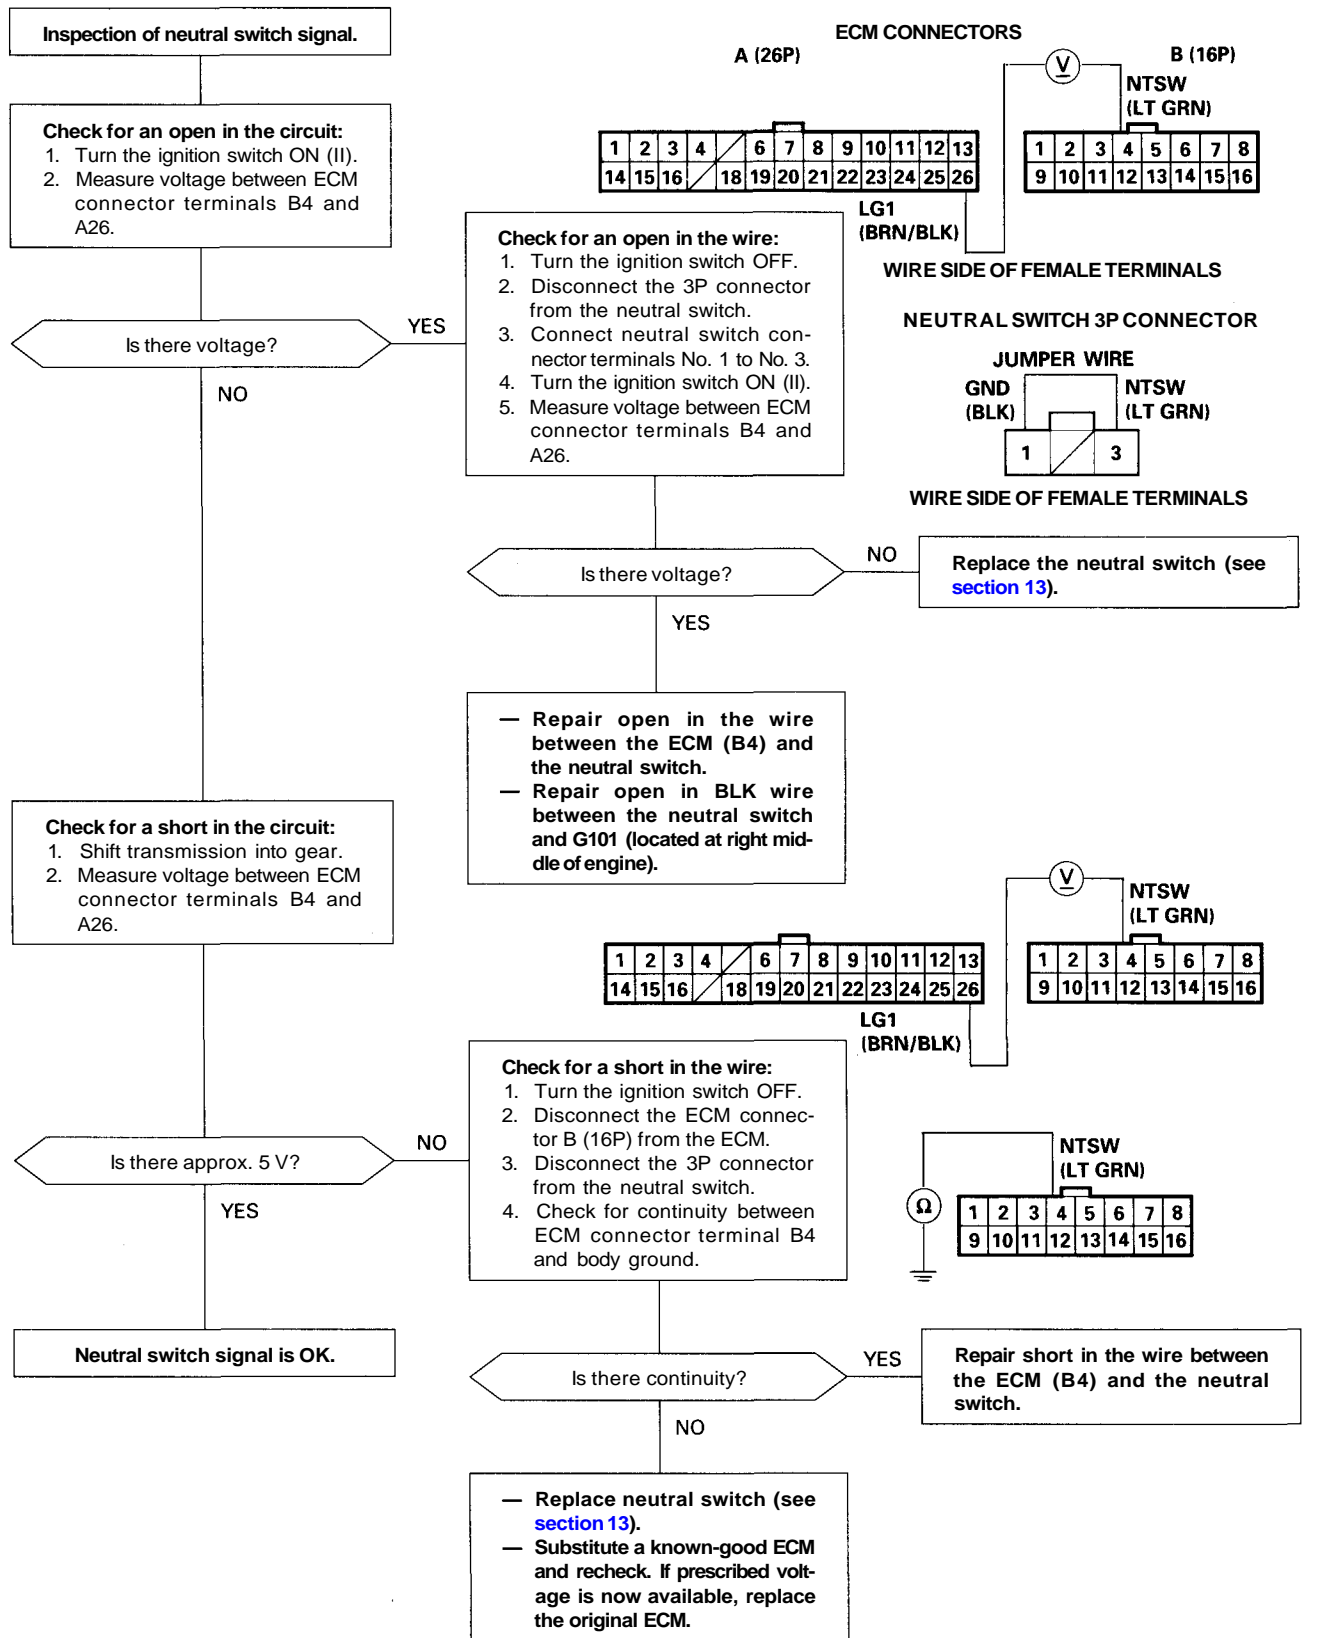 Inspection of neutral switch signal.
Check for an open in the circuit:
1. Turn the ignition switch ON (II).
2. Measure voltage between ECM
connector terminals B4 and
A26.
Is there voltage?
YES
NO
Check for an open in the wire:
1. Turn the ignition switch OFF.
2. Disconnect the 3P connector
from the neutral switch.
3. Connect neutral switch con-
nector terminals No. 1 to No. 3.
4. Turn the ignition switch ON (II).
5. Measure voltage between ECM
connector terminals B4 and
A26.
ECM CONNECTORS
A (26P)
V
B (16P)
NTSW
(LT GRN)
1 2 3 4 6 7 8 9 10 11 12 13
14 15 16 18 19 20 21 22 23 24 25 26
1 2 3 4 5 6 7 8
9 10 11 12 13 14 15 16
LG1
(BRN/BLK)
WIRE SIDE OF FEMALE TERMINALS
NEUTRAL SWITCH 3P CONNECTOR
JUMPER WIRE
GND
(BLK)
NTSW
(LT GRN)
1 3
WIRE SIDE OF FEMALE TERMINALS
Is there voltage?
NO
Replace the neutral switch (see
section 13).
YES
— Repair open in the wire
between the ECM (B4) and
the neutral switch.
— Repair open in BLK wire
between the neutral switch
and G101 (located at right mid-
dle of engine).
Check for a short in the circuit:
1. Shift transmission into gear.
2. Measure voltage between ECM
connector terminals B4 and
A26.
V
NTSW
(LT GRN)
1 2 3 4 6 7 8 9 10 11 12 13
14 15 16 18 19 20 21 22 23 24 25 26
1 2 3 4 5 6 7 8
9 10 11 12 13 14 15 16
LG1
(BRN/BLK)
Is there approx. 5 V?
NO
YES
Check for a short in the wire:
1. Turn the ignition switch OFF.
2. Disconnect the ECM connec-
tor B (16P) from the ECM.
3. Disconnect the 3P connector
from the neutral switch.
4. Check for continuity between
ECM connector terminal B4
and body ground.
NTSW
(LT GRN)
Ω
1 2 3 4 5 6 7 8
9 10 11 12 13 14 15 16
Neutral switch signal is OK.
Is there continuity?
YES
Repair short in the wire between
the ECM (B4) and the neutral
switch.
NO
— Replace neutral switch (see
section 13).
— Substitute a known-good ECM
and recheck. If prescribed volt-
age is now available, replace
the original ECM.